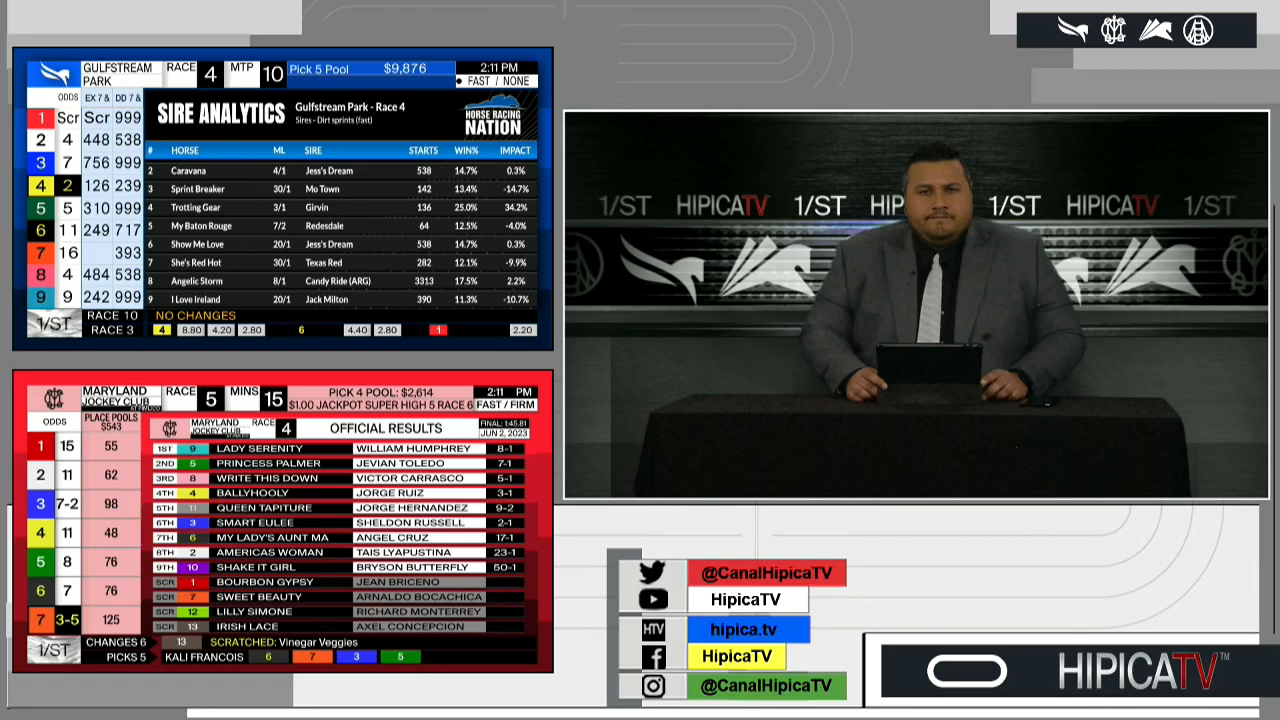 GULFSTREAM PARK RACE 4 MTP 10 Pick 5 Pool $9,876 2:11 PM
FAST / NONE
ODDS EX 7 & DD 7 &
1 Scr Scr 999
2 4 448 538
3 7 756 999
4 2 126 239
5 5 310 999
6 11 249 717
7 16 393
8 4 484 538
9 9 242 999
SIRE ANALYTICS
Gulfstream Park - Race 4
Sires - Dirt sprints (fast)
HORSE RACING
NATION
# HORSE ML SIRE STARTS WIN% IMPACT
2 Caravana 4/1 Jess's Dream 538 14.7% 0.3%
3 Sprint Breaker 30/1 Mo Town 142 13.4% -14.7%
4 Trotting Gear 3/1 Girvin 136 25.0% 34.2%
5 My Baton Rouge 7/2 Redesdale 64 12.5% -4.0%
6 Show Me Love 20/1 Jess's Dream 538 14.7% 0.3%
7 She's Red Hot 30/1 Texas Red 282 12.1% -9.9%
8 Angelic Storm 8/1 Candy Ride (ARG) 3313 17.5% 2.2%
9 I Love Ireland 20/1 Jack Milton 390 11.3% -10.7%
1/ST RACE 10 NO CHANGES
RACE 3 4 8.80 4.20 2.80 6 4.40 2.80 1 2.20
MARYLAND JOCKEY CLUB RACE 5 MINS 15 PICK 4 POOL: $2,614 2:11 PM
$1.00 JACKPOT SUPER HIGH 5 RACE 6 FAST / FIRM
ODDS PLACE POOLS $543
1 15 55
2 11 62
3 7-2 98
4 11 48
5 8 76
6 7 76
7 3-5 125
MARYLAND JOCKEY CLUB RACE 4 OFFICIAL RESULTS FINAL: 1:45.81
JUN 2, 2023
1ST 9 LADY SERENITY WILLIAM HUMPHREY 8-1
2ND 5 PRINCESS PALMER JEVIAN TOLEDO 7-1
3RD 8 WRITE THIS DOWN VICTOR CARRASCO 5-1
4TH 4 BALLYHOOLY JORGE RUIZ 3-1
5TH 11 QUEEN TAPITURE JORGE HERNANDEZ 9-2
6TH 3 SMART EULEE SHELDON RUSSELL 2-1
7TH 6 MY LADY'S AUNT MA ANGEL CRUZ 17-1
8TH 2 AMERICAS WOMAN TAIS LYAPUSTINA 23-1
9TH 10 SHAKE IT GIRL BRYSON BUTTERFLY 50-1
SCR 1 BOURBON GYPSY JEAN BRICENO
SCR 7 SWEET BEAUTY ARNALDO BOCACHICA
SCR 12 LILLY SIMONE RICHARD MONTERREY
SCR 13 IRISH LACE AXEL CONCEPCION
1/ST CHANGES 6 13 SCRATCHED: Vinegar Veggies
PICKS 5 KALI FRANCOIS 6 7 3 5
1/ST HIPICATV 1/ST HIP 1/ST HIPICATV 1/ST
@CanalHipicaTV
HipicaTV
HTV hipica.tv
HipicaTV
@CanalHipicaTV
HIPICATV™